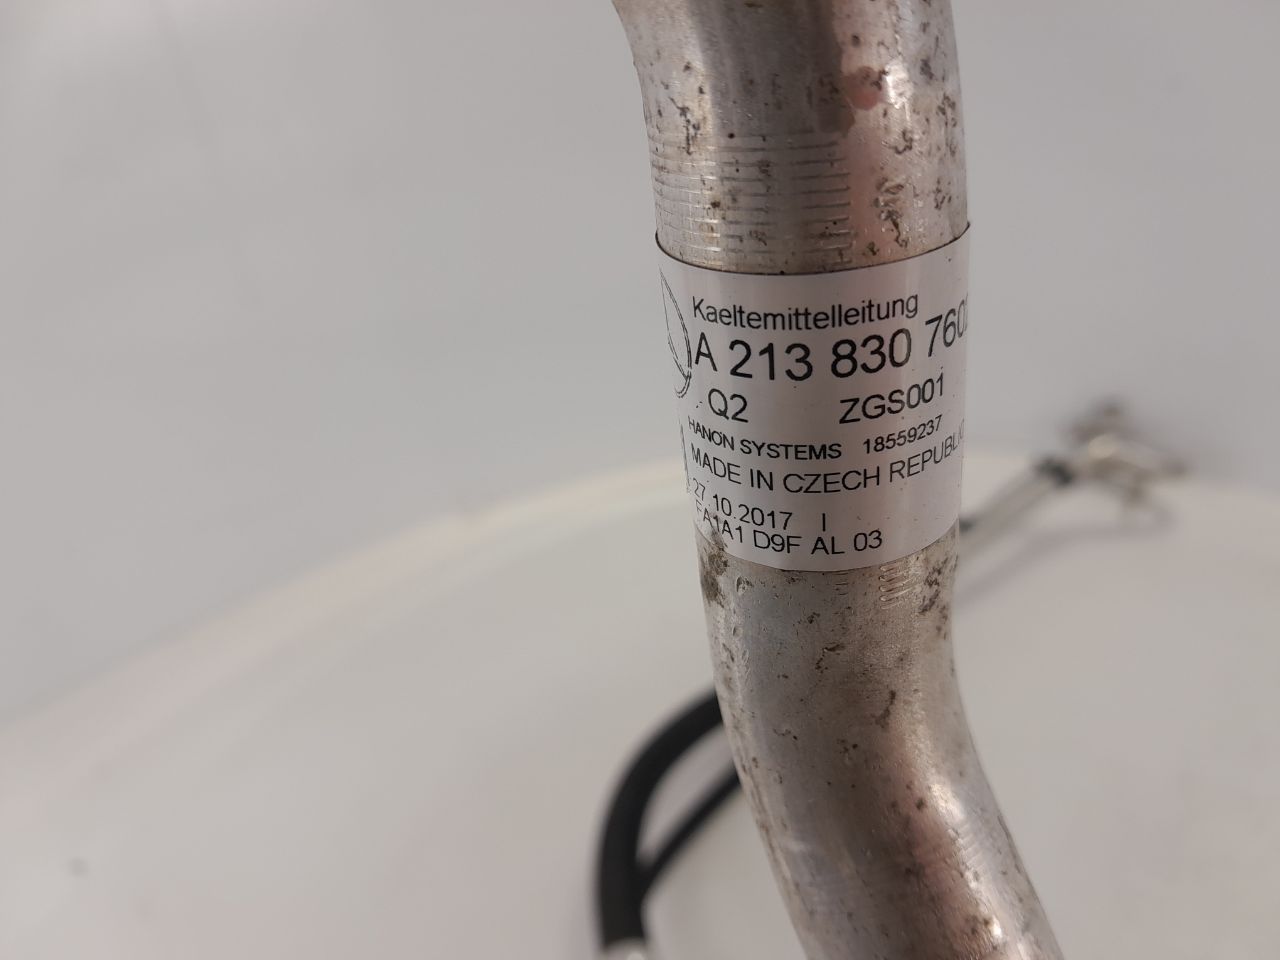 Kaeltemittelleitung
A 213 830 760
Q2 ZGS001
HANON SYSTEMS 18559237
MADE IN CZECH REPUBLIC
27.10.2017 I
FA1A1 D9F AL 03